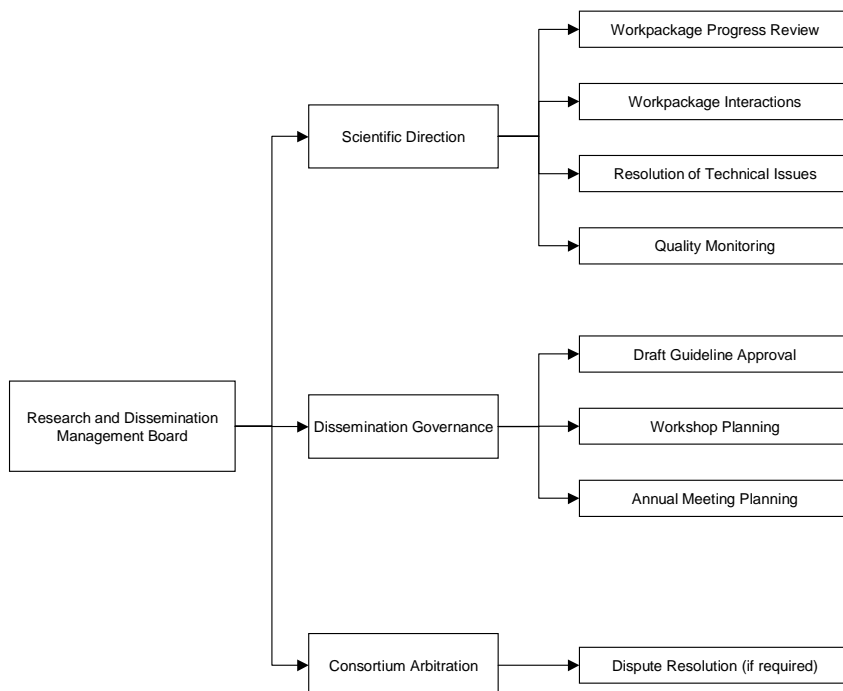 Workpackage Progress Review
Workpackage Interactions
Scientific Direction
Resolution of Technical Issues
Quality Monitoring
Draft Guideline Approval
Research and Dissemination
Management Board
Dissemination Governance
Workshop Planning
Annual Meeting Planning
Consortium Arbitration
Dispute Resolution (if required)